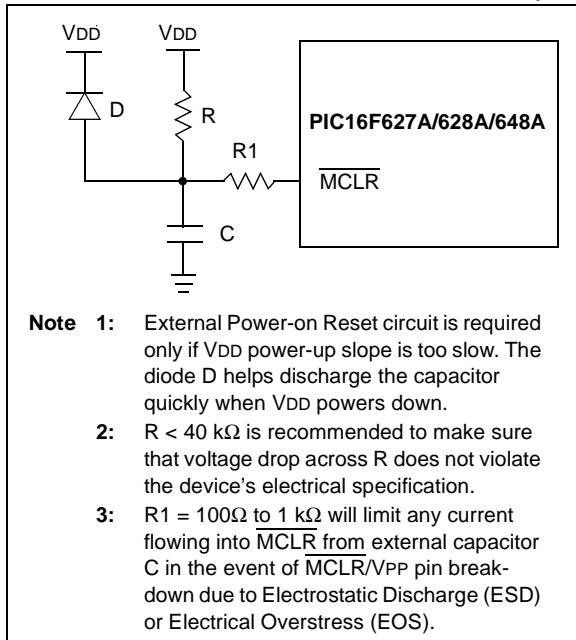 VDD VDD
D R
PIC16F627A/628A/648A
R1
MCLR
C
Note 1: External Power-on Reset circuit is required
only if VDD power-up slope is too slow. The
diode D helps discharge the capacitor
quickly when VDD powers down.
2: R < 40 kΩ is recommended to make sure
that voltage drop across R does not violate
the device's electrical specification.
3: R1 = 100Ω to 1 kΩ will limit any current
flowing into MCLR from external capacitor
C in the event of MCLR/VPP pin break-
down due to Electrostatic Discharge (ESD)
or Electrical Overstress (EOS).